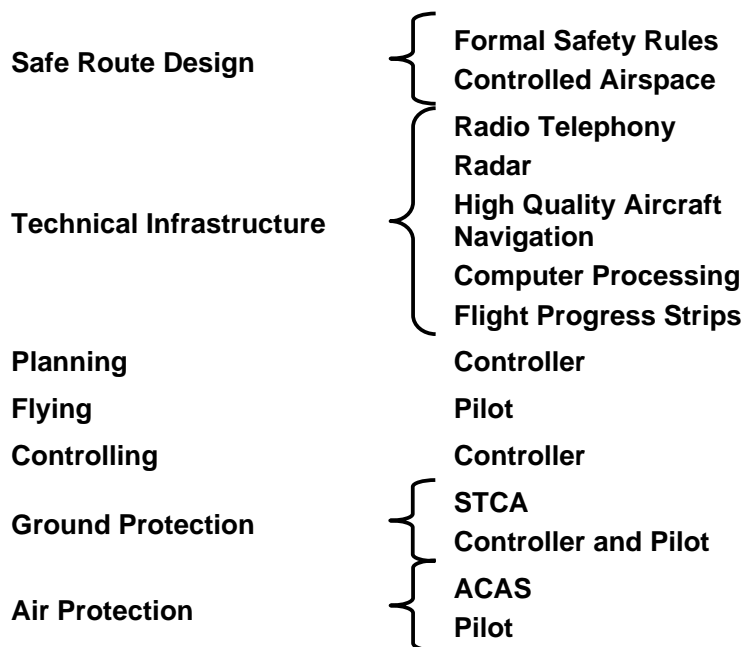 Safe Route Design
Formal Safety Rules
Controlled Airspace
Technical Infrastructure
Radio Telephony
Radar
High Quality Aircraft
Navigation
Computer Processing
Flight Progress Strips
Planning
Controller
Flying
Pilot
Controlling
Controller
Ground Protection
STCA
Controller and Pilot
Air Protection
ACAS
Pilot